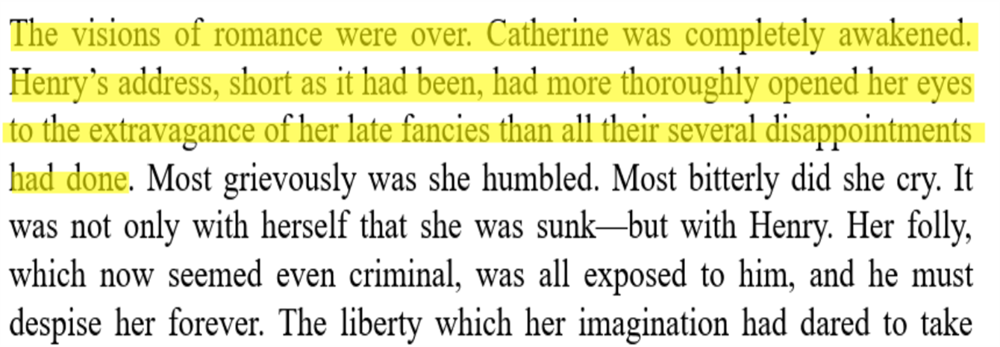 The visions of romance were over. Catherine was completely awakened.
Henry’s address, short as it had been, had more thoroughly opened her eyes
to the extravagance of her late fancies than all their several disappointments
had done. Most grievously was she humbled. Most bitterly did she cry. It
was not only with herself that she was sunk—but with Henry. Her folly,
which now seemed even criminal, was all exposed to him, and he must
despise her forever. The liberty which her imagination had dared to take